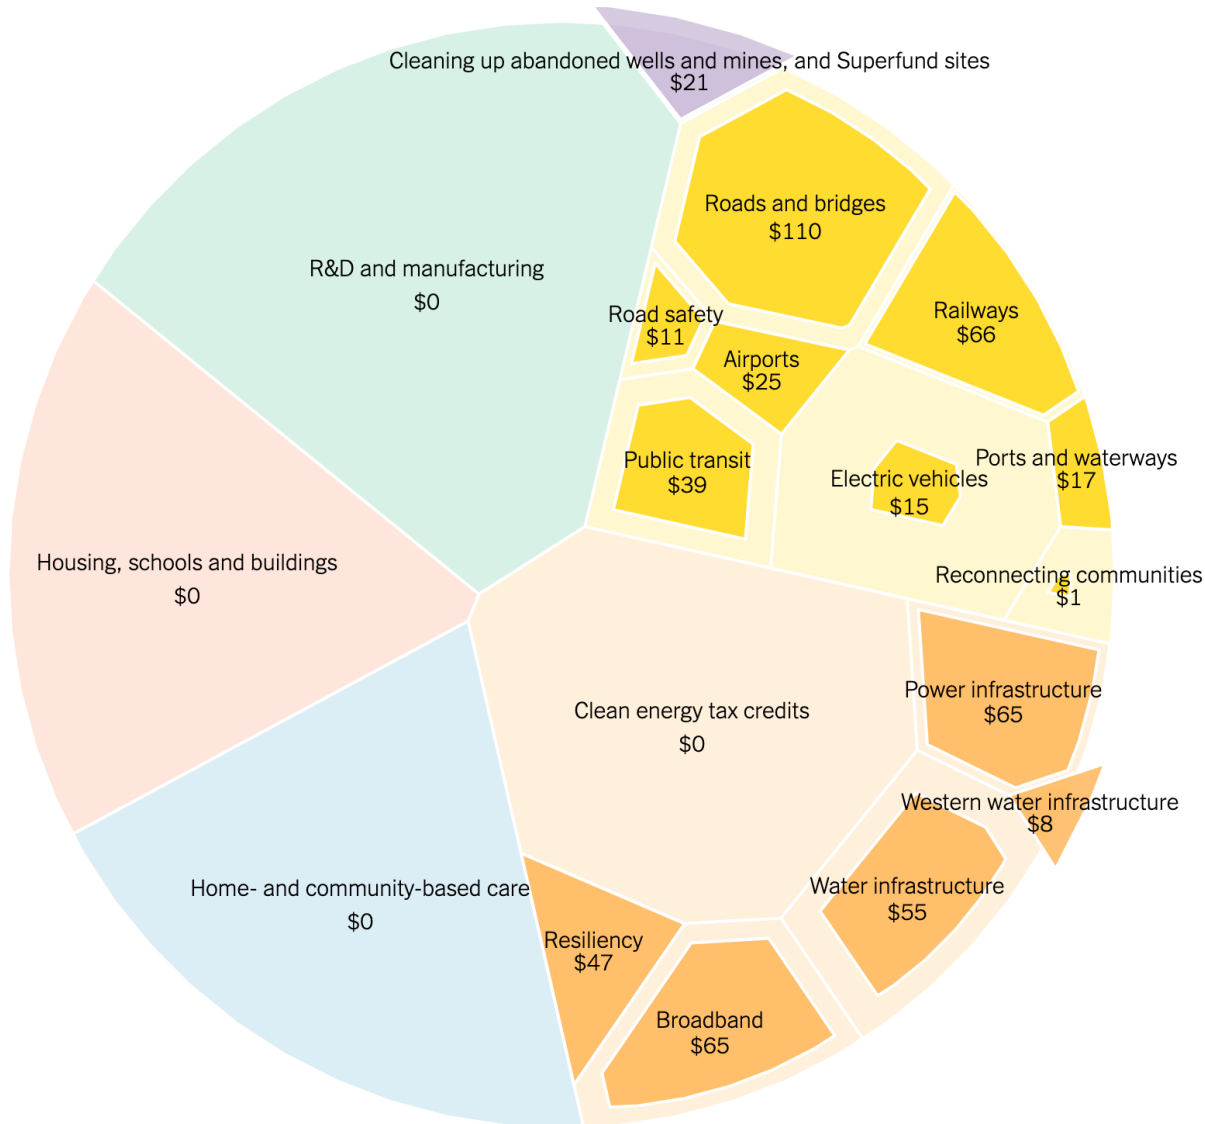 Cleaning up abandoned wells and mines, and Superfund sites
$21
Roads and bridges
$110
R&D and manufacturing
$0
Railways
$66
Road safety
$11
Airports
$25
Public transit
$39
Ports and waterways
$17
Electric vehicles
$15
Housing, schools and buildings
$0
Reconnecting communities
$1
Power infrastructure
$65
Clean energy tax credits
$0
Western water infrastructure
$8
Home- and community-based care
$0
Water infrastructure
$55
Resiliency
$47
Broadband
$65